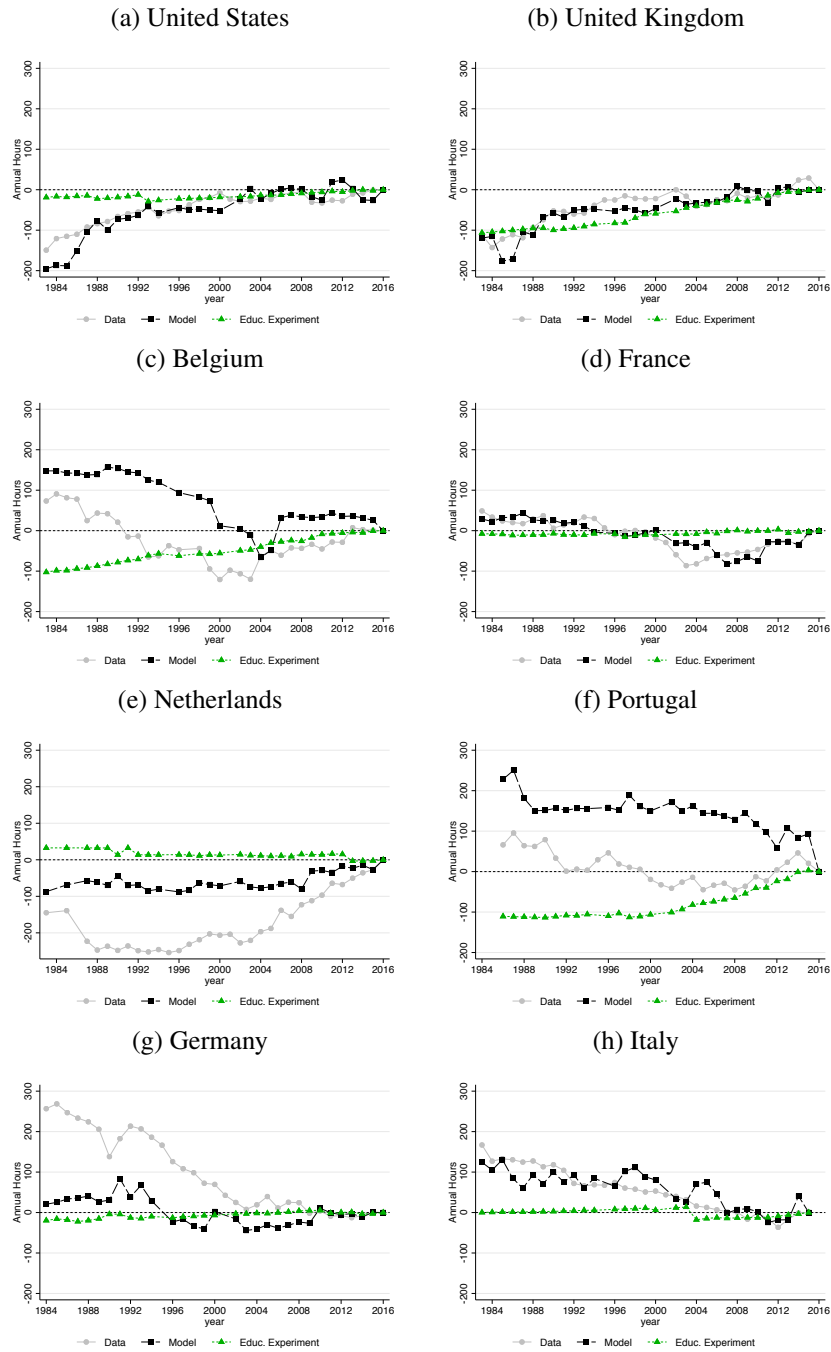 (a) United States
(b) United Kingdom
300
200
100
0
-100
-200
Annual Hours
1984 1988 1992 1996 2000 2004 2008 2012 2016
year
Data Model Educ. Experiment
300
200
100
0
-100
-200
Annual Hours
1984 1988 1992 1996 2000 2004 2008 2012 2016
year
Data Model Educ. Experiment
(c) Belgium
(d) France
300
200
100
0
-100
-200
Annual Hours
1984 1988 1992 1996 2000 2004 2008 2012 2016
year
Data Model Educ. Experiment
300
200
100
0
-100
-200
Annual Hours
1984 1988 1992 1996 2000 2004 2008 2012 2016
year
Data Model Educ. Experiment
(e) Netherlands
(f) Portugal
300
200
100
0
-100
-200
Annual Hours
1984 1988 1992 1996 2000 2004 2008 2012 2016
year
Data Model Educ. Experiment
300
200
100
0
-100
-200
Annual Hours
1984 1988 1992 1996 2000 2004 2008 2012 2016
year
Data Model Educ. Experiment
(g) Germany
(h) Italy
300
200
100
0
-100
-200
Annual Hours
1984 1988 1992 1996 2000 2004 2008 2012 2016
year
Data Model Educ. Experiment
300
200
100
0
-100
-200
Annual Hours
1984 1988 1992 1996 2000 2004 2008 2012 2016
year
Data Model Educ. Experiment